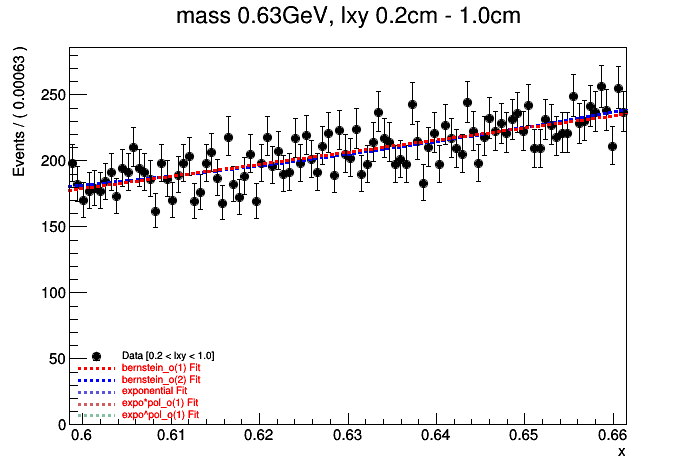 mass 0.63GeV, lxy 0.2cm - 1.0cm
Events / ( 0.00063 )
250
200
150
100
50
0
Data [0.2 < lxy < 1.0]
bernstein_o(1) Fit
bernstein_o(2) Fit
exponential Fit
expo*pol_o(1) Fit
expo^pol_o(1) Fit
0.6 0.61 0.62 0.63 0.64 0.65 0.66
x